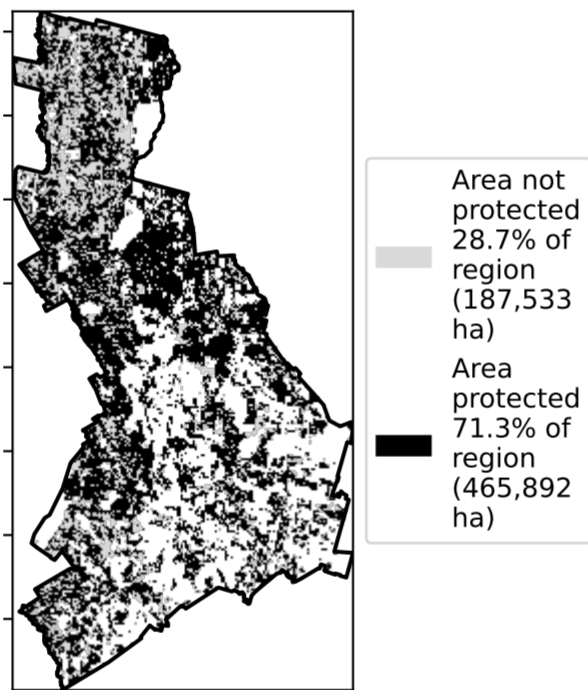 Area not
protected
28.7% of
region
(187,533
ha)
Area
protected
71.3% of
region
(465,892
ha)